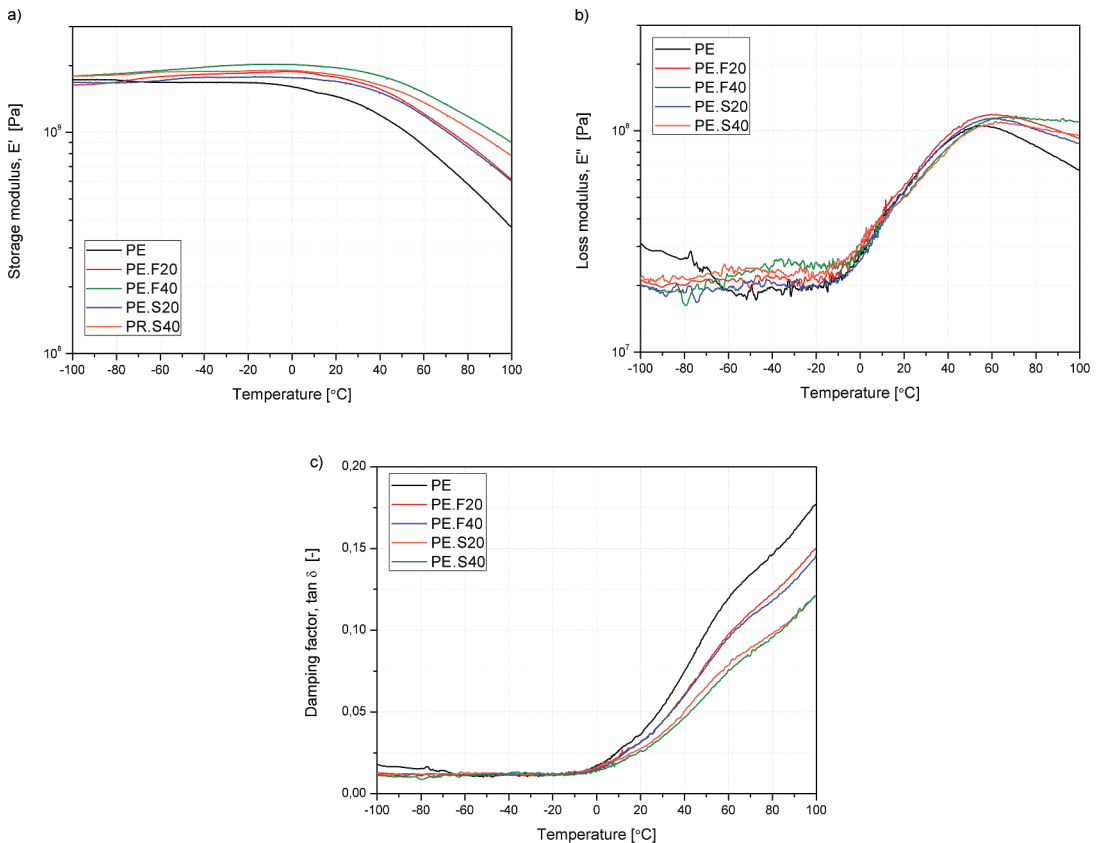 a)
Storage modulus, E' [Pa]
10⁹
10⁸
PE
PE.F20
PE.F40
PE.S20
PR.S40
-100 -80 -60 -40 -20 0 20 40 60 80 100
Temperature [°C]
b)
Loss modulus, E'' [Pa]
10⁸
10⁷
PE
PE.F20
PE.F40
PE.S20
PE.S40
-100 -80 -60 -40 -20 0 20 40 60 80 100
Temperature [°C]
c)
Damping factor, tan δ [-]
0,20
0,15
0,10
0,05
0,00
PE
PE.F20
PE.F40
PE.S20
PE.S40
-100 -80 -60 -40 -20 0 20 40 60 80 100
Temperature [°C]